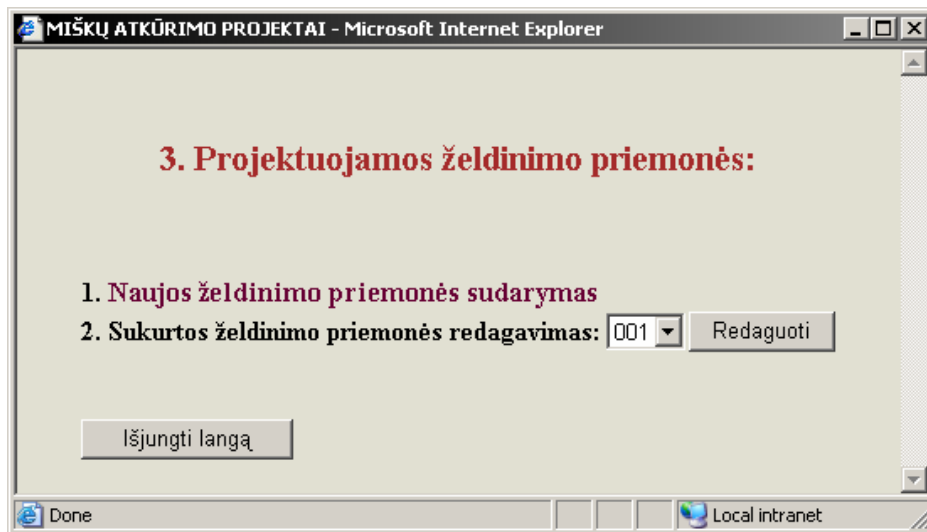 MIŠKŲ ATKŪRIMO PROJEKTAI - Microsoft Internet Explorer
3. Projektuojamos želdinimo priemonės:
1. Naujos želdinimo priemonės sudarymas
2. Sukurtos želdinimo priemonės redagavimas: 001 Redaguoti
Išjungti langą
Done Local intranet